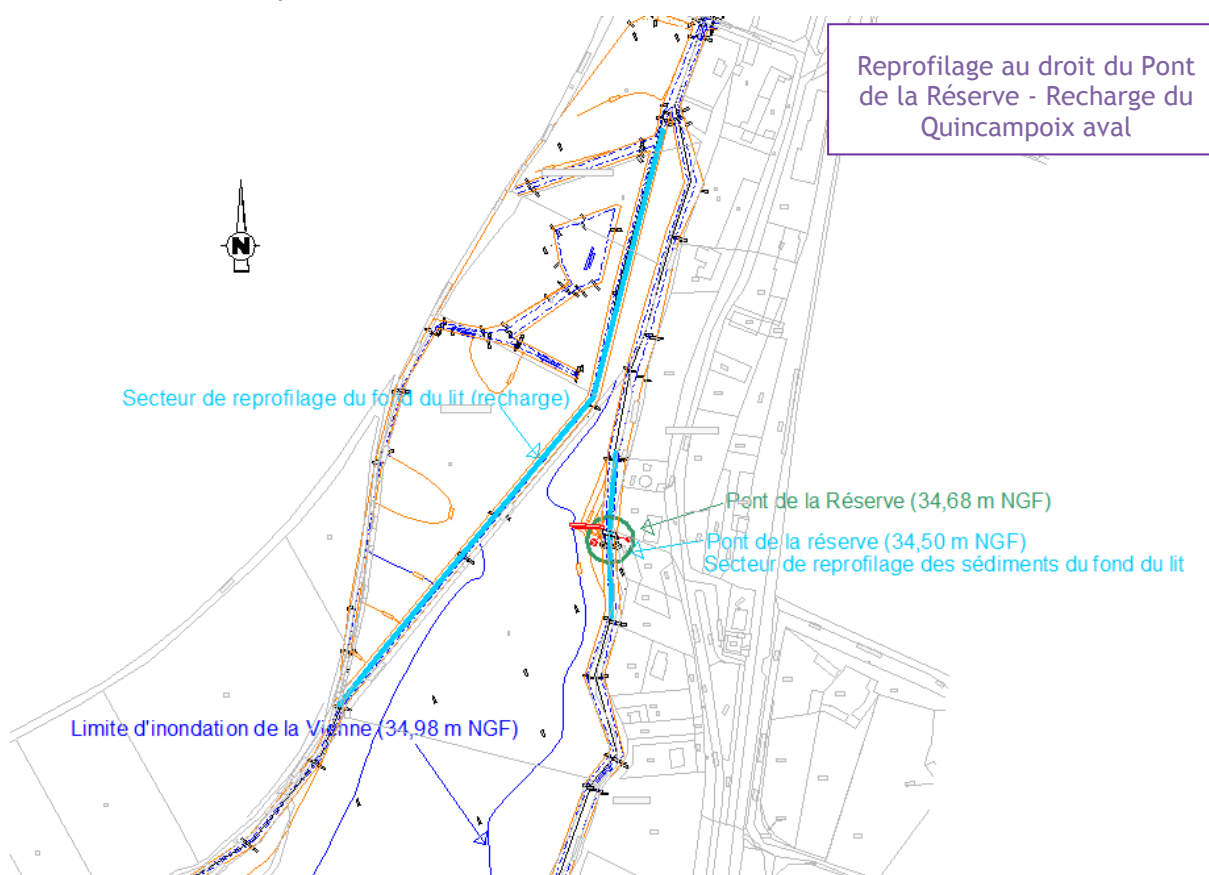 Reprofilage au droit du Pont
de la Réserve - Recharge du
Quincampoix aval
N
Secteur de reprofilage du fond du lit (recharge)
Pont de la Réserve (34,68 m NGF)
Pont de la réserve (34,50 m NGF)
Secteur de reprofilage des sédiments du fond du lit
Limite d'inondation de la Vienne (34,98 m NGF)